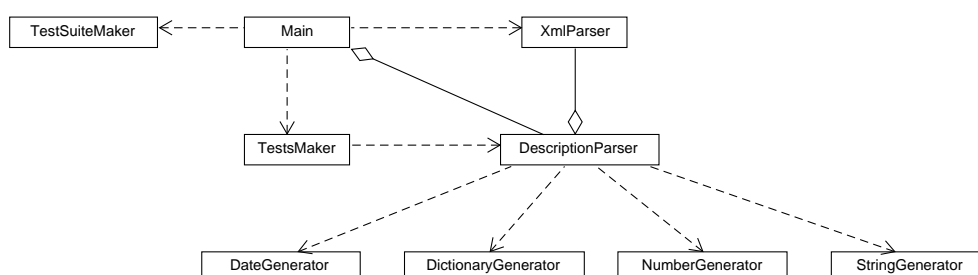 TestSuiteMaker
Main
XmlParser
TestsMaker
DescriptionParser
DateGenerator
DictionaryGenerator
NumberGenerator
StringGenerator